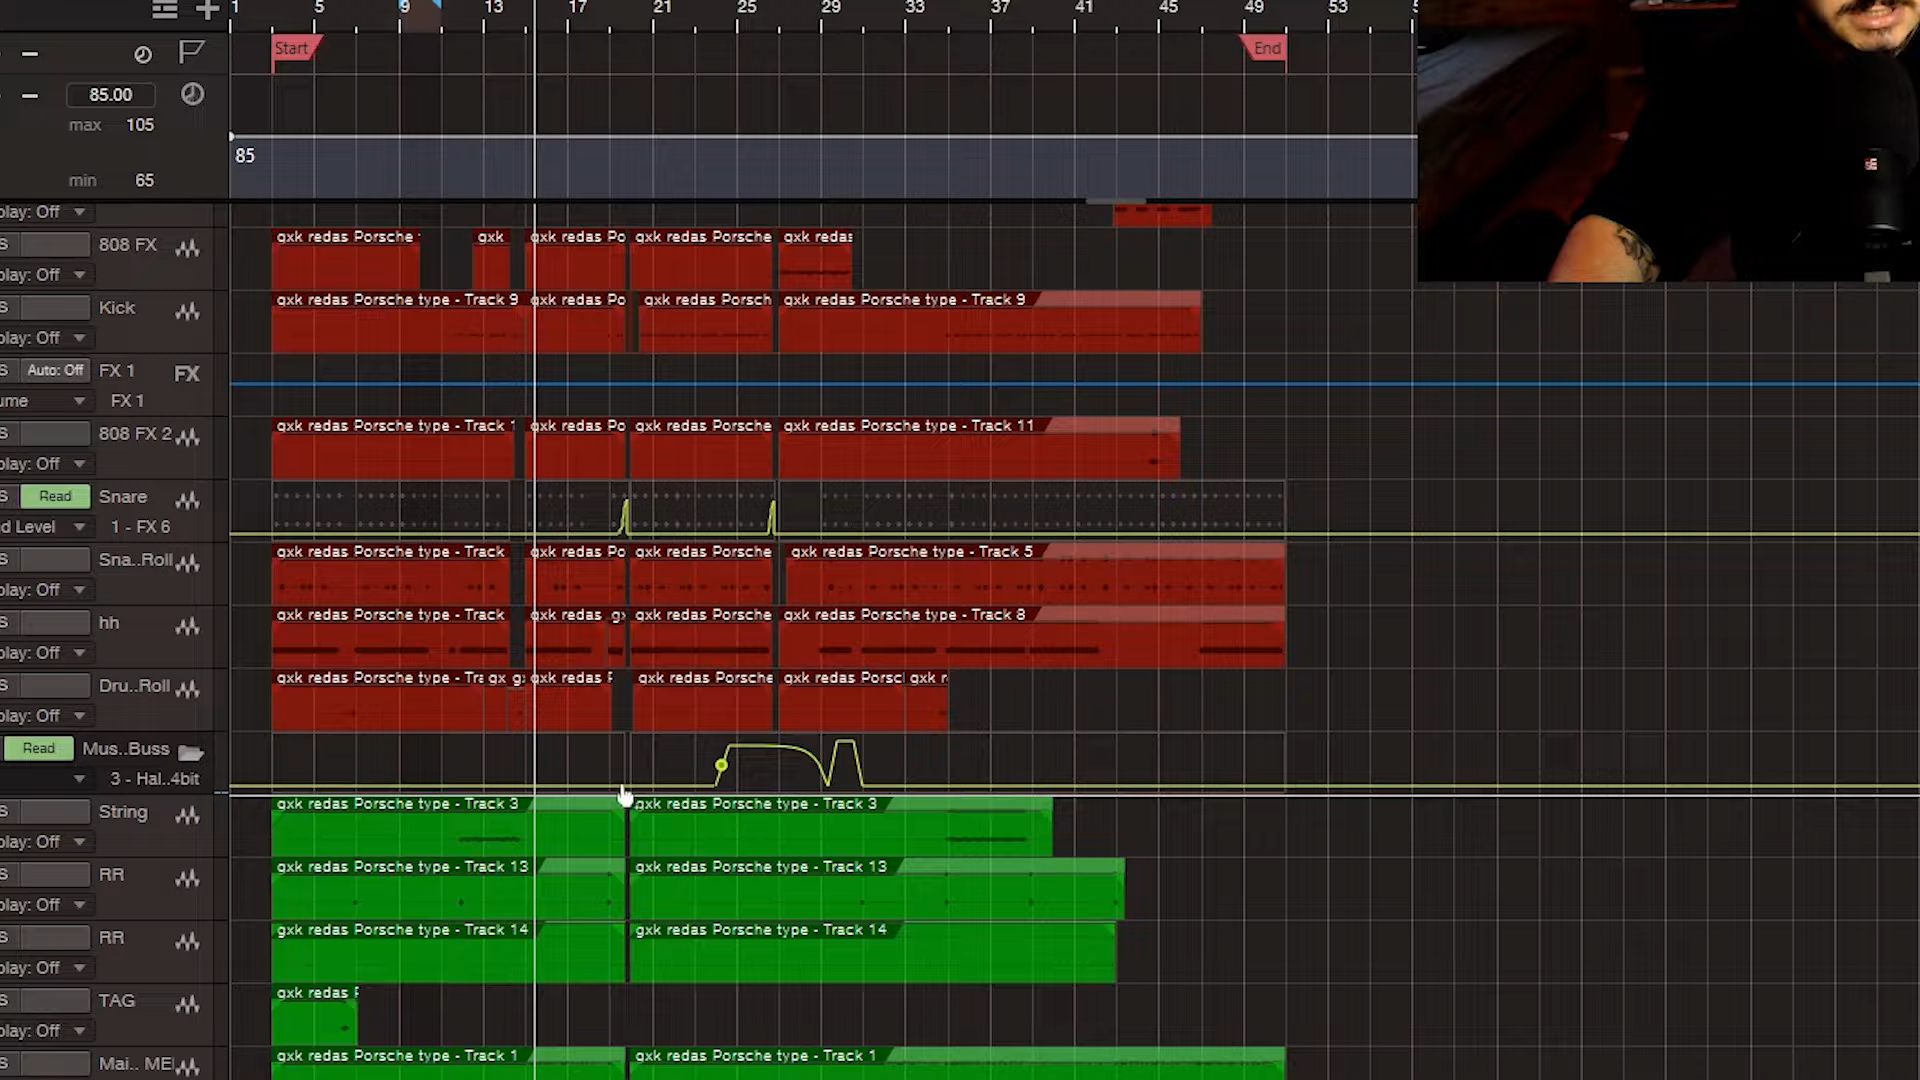 1 5 9 13 17 21 25 29 33 37 41 45 49 53
Start End
85.00
max 105
85
min 65
play: Off
gxk redas Porsche gxk gxk redas Po gxk redas Porsche gxk redas
S 808 FX
play: Off
gxk redas Porsche type - Track 9 gxk redas Po gxk redas Porsch gxk redas Porsche type - Track 9
S Kick
play: Off
S Auto: Off FX 1 FX
ume FX 1
gxk redas Porsche type - Track 1 gxk redas Po gxk redas Porsche gxk redas Porsche type - Track 11
S 808 FX 2
play: Off
S Read Snare
d Level 1 - FX 6
gxk redas Porsche type - Track gxk redas Po gxk redas Porsche gxk redas Porsche type - Track 5
S Sna..Roll
play: Off
gxk redas Porsche type - Track gxk redas gx gxk redas Porsche gxk redas Porsche type - Track 8
S hh
play: Off
gxk redas Porsche type - Tra gxk redas gxk redas Porsche gxk redas Porsc gxk r
S Dru..Roll
play: Off
Read Mus..Buss
3 - Hal..4bit
gxk redas Porsche type - Track 3 gxk redas Porsche type - Track 3
S String
play: Off
gxk redas Porsche type - Track 13 gxk redas Porsche type - Track 13
S RR
play: Off
gxk redas Porsche type - Track 14 gxk redas Porsche type - Track 14
S RR
play: Off
gxk redas
S TAG
play: Off
gxk redas Porsche type - Track 1 gxk redas Porsche type - Track 1
S Mai.. ME